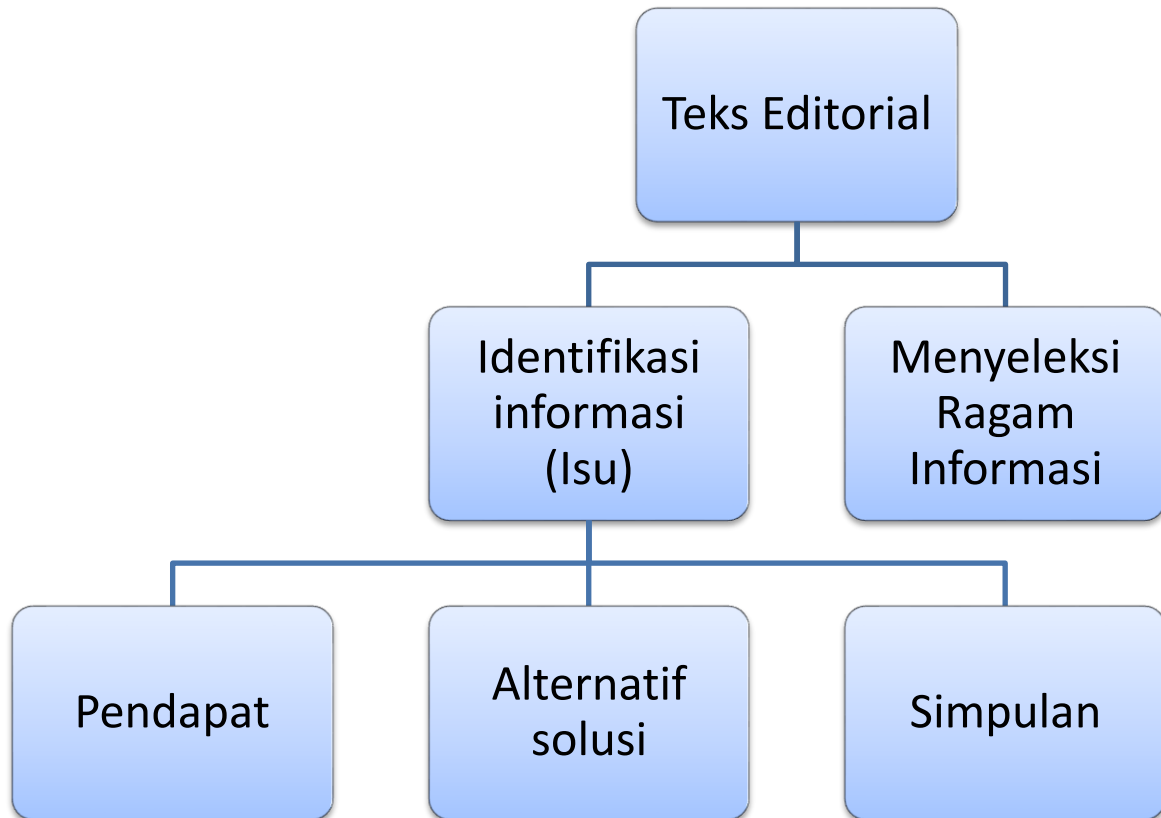 Teks Editorial
Identifikasi
informasi
(Isu)
Menyeleksi
Ragam
Informasi
Pendapat
Alternatif
solusi
Simpulan